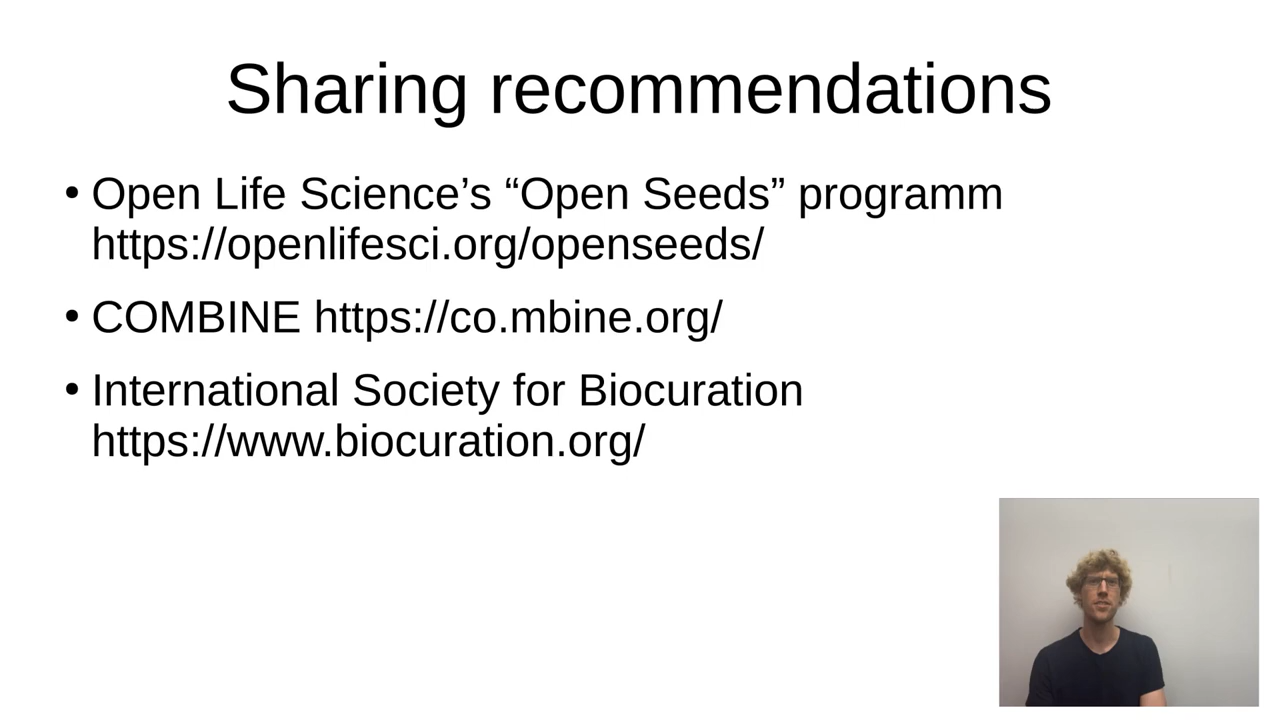 Sharing recommendations
• Open Life Science’s “Open Seeds” programm
https://openlifesci.org/openseeds/
• COMBINE https://co.mbine.org/
• International Society for Biocuration
https://www.biocuration.org/